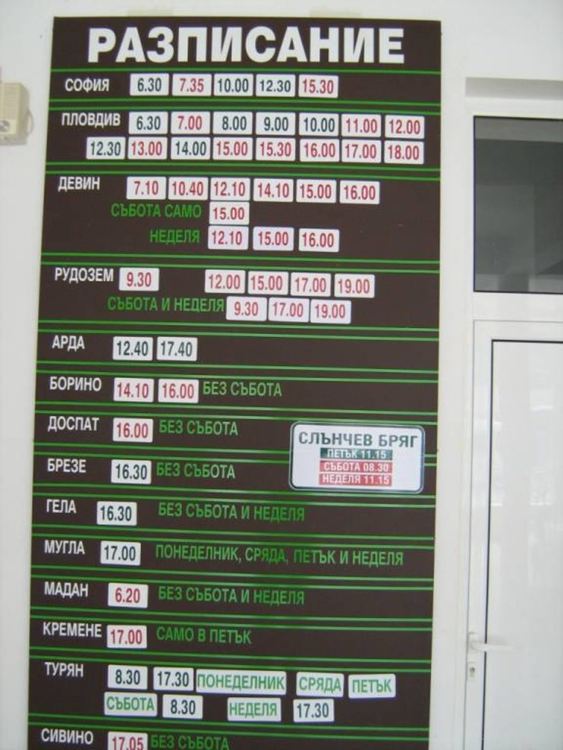 РАЗПИСАНИЕ
СОФИЯ 6.30 7.35 10.00 12.30 15.30
ПЛОВДИВ 6.30 7.00 8.00 9.00 10.00 11.00 12.00
12.30 13.00 14.00 15.00 15.30 16.00 17.00 18.00
ДЕВИН 7.10 10.40 12.10 14.10 15.00 16.00
СЪБОТА САМО 15.00
НЕДЕЛЯ 12.10 15.00 16.00
РУДОЗЕМ 9.30 12.00 15.00 17.00 19.00
СЪБОТА И НЕДЕЛЯ 9.30 17.00 19.00
АРДА 12.40 17.40
БОРИНО 14.10 16.00 БЕЗ СЪБОТА
ДОСПАТ 16.00 БЕЗ СЪБОТА
СЛЪНЧЕВ БРЯГ
ПЕТЪК 11.15
СЪБОТА 08.30
НЕДЕЛЯ 11.15
БРЕЗЕ 16.30 БЕЗ СЪБОТА
ГЕЛА 16.30 БЕЗ СЪБОТА И НЕДЕЛЯ
МУГЛА 17.00 ПОНЕДЕЛНИК, СРЯДА, ПЕТЪК И НЕДЕЛЯ
МАДАН 6.20 БЕЗ СЪБОТА И НЕДЕЛЯ
КРЕМЕНЕ 17.00 САМО В ПЕТЪК
ТУРЯН 8.30 17.30 ПОНЕДЕЛНИК СРЯДА ПЕТЪК
СЪБОТА 8.30 НЕДЕЛЯ 17.30
СИВИНО 17.05 БЕЗ СЪБОТА